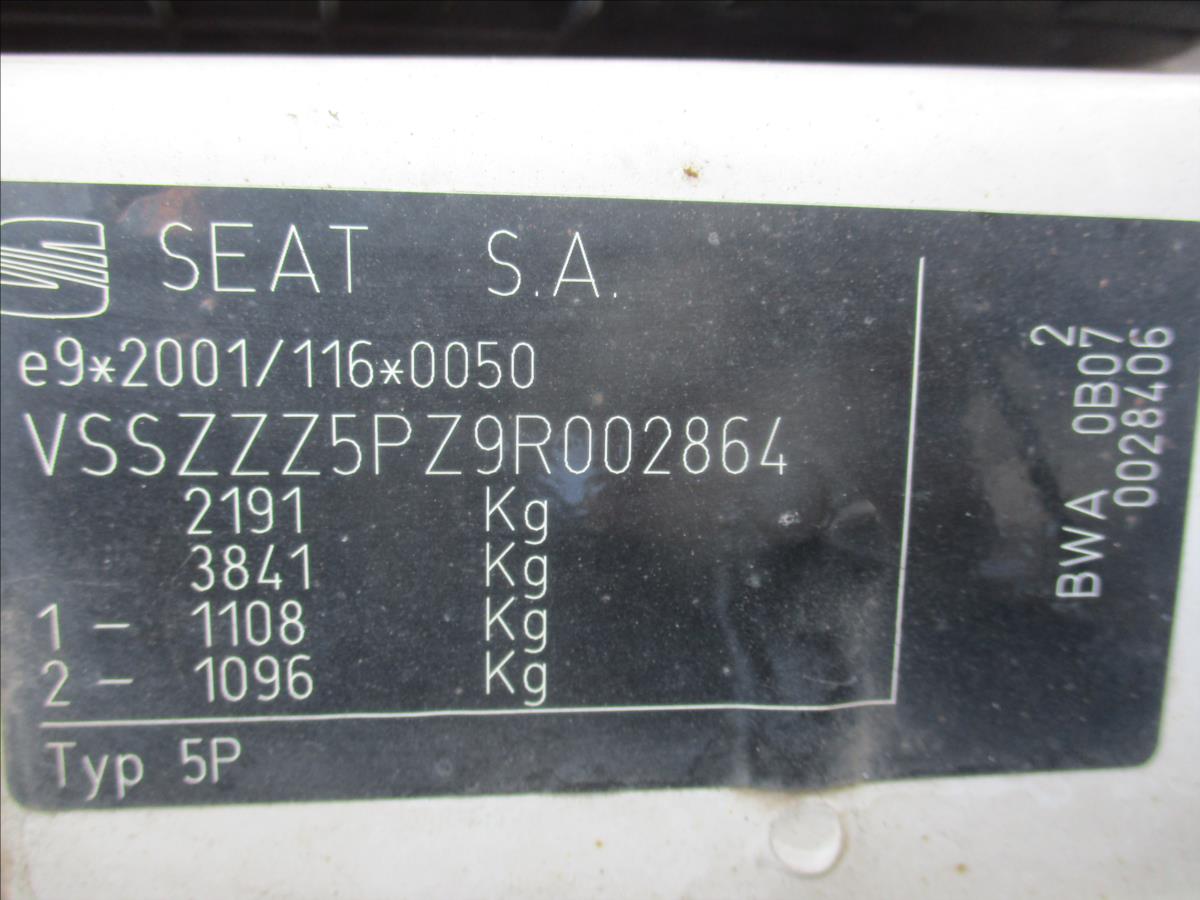 SEAT S.A.
e9*2001/116*0050
VSSZZZ5PZ9R002864
2191 Kg
3841 Kg
1 - 1108 Kg
2 - 1096 Kg
Typ 5P
2
BWA 0B07
0028406